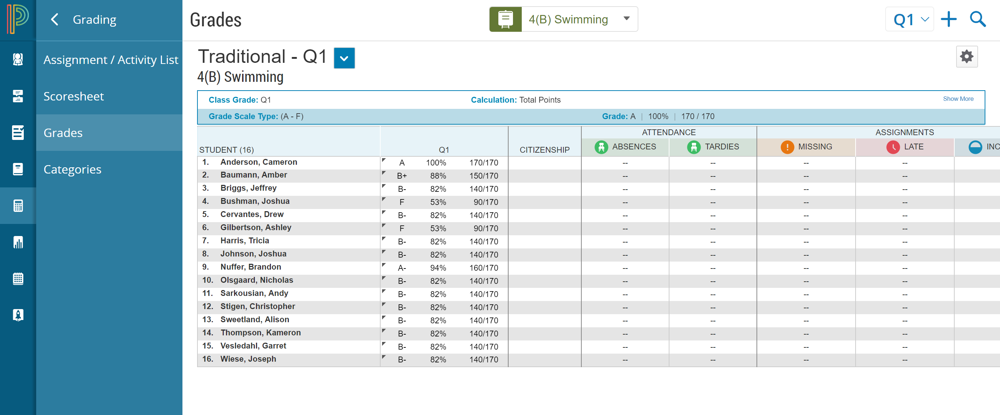 Grading
Assignment / Activity List
Scoresheet
Grades
Categories
Grades
4(B) Swimming
Q1
Traditional - Q1
4(B) Swimming
Class Grade: Q1 Calculation: Total Points Show More
Grade Scale Type: (A - F) Grade: A | 100% | 170 / 170
ATTENDANCE ASSIGNMENTS
STUDENT (16) Q1 CITIZENSHIP ABSENCES TARDIES MISSING LATE INC
1. Anderson, Cameron A 100% 170/170 -- -- -- --
2. Baumann, Amber B+ 88% 150/170 -- -- -- --
3. Briggs, Jeffrey B- 82% 140/170 -- -- -- --
4. Bushman, Joshua F 53% 90/170 -- -- -- --
5. Cervantes, Drew B- 82% 140/170 -- -- -- --
6. Gilbertson, Ashley F 53% 90/170 -- -- -- --
7. Harris, Tricia B- 82% 140/170 -- -- -- --
8. Johnson, Joshua B- 82% 140/170 -- -- -- --
9. Nuffer, Brandon A- 94% 160/170 -- -- -- --
10. Olsgaard, Nicholas B- 82% 140/170 -- -- -- --
11. Sarkousian, Andy B- 82% 140/170 -- -- -- --
12. Stigen, Christopher B- 82% 140/170 -- -- -- --
13. Sweetland, Alison B- 82% 140/170 -- -- -- --
14. Thompson, Kameron B- 82% 140/170 -- -- -- --
15. Vesledahl, Garret B- 82% 140/170 -- -- -- --
16. Wiese, Joseph B- 82% 140/170 -- -- -- --